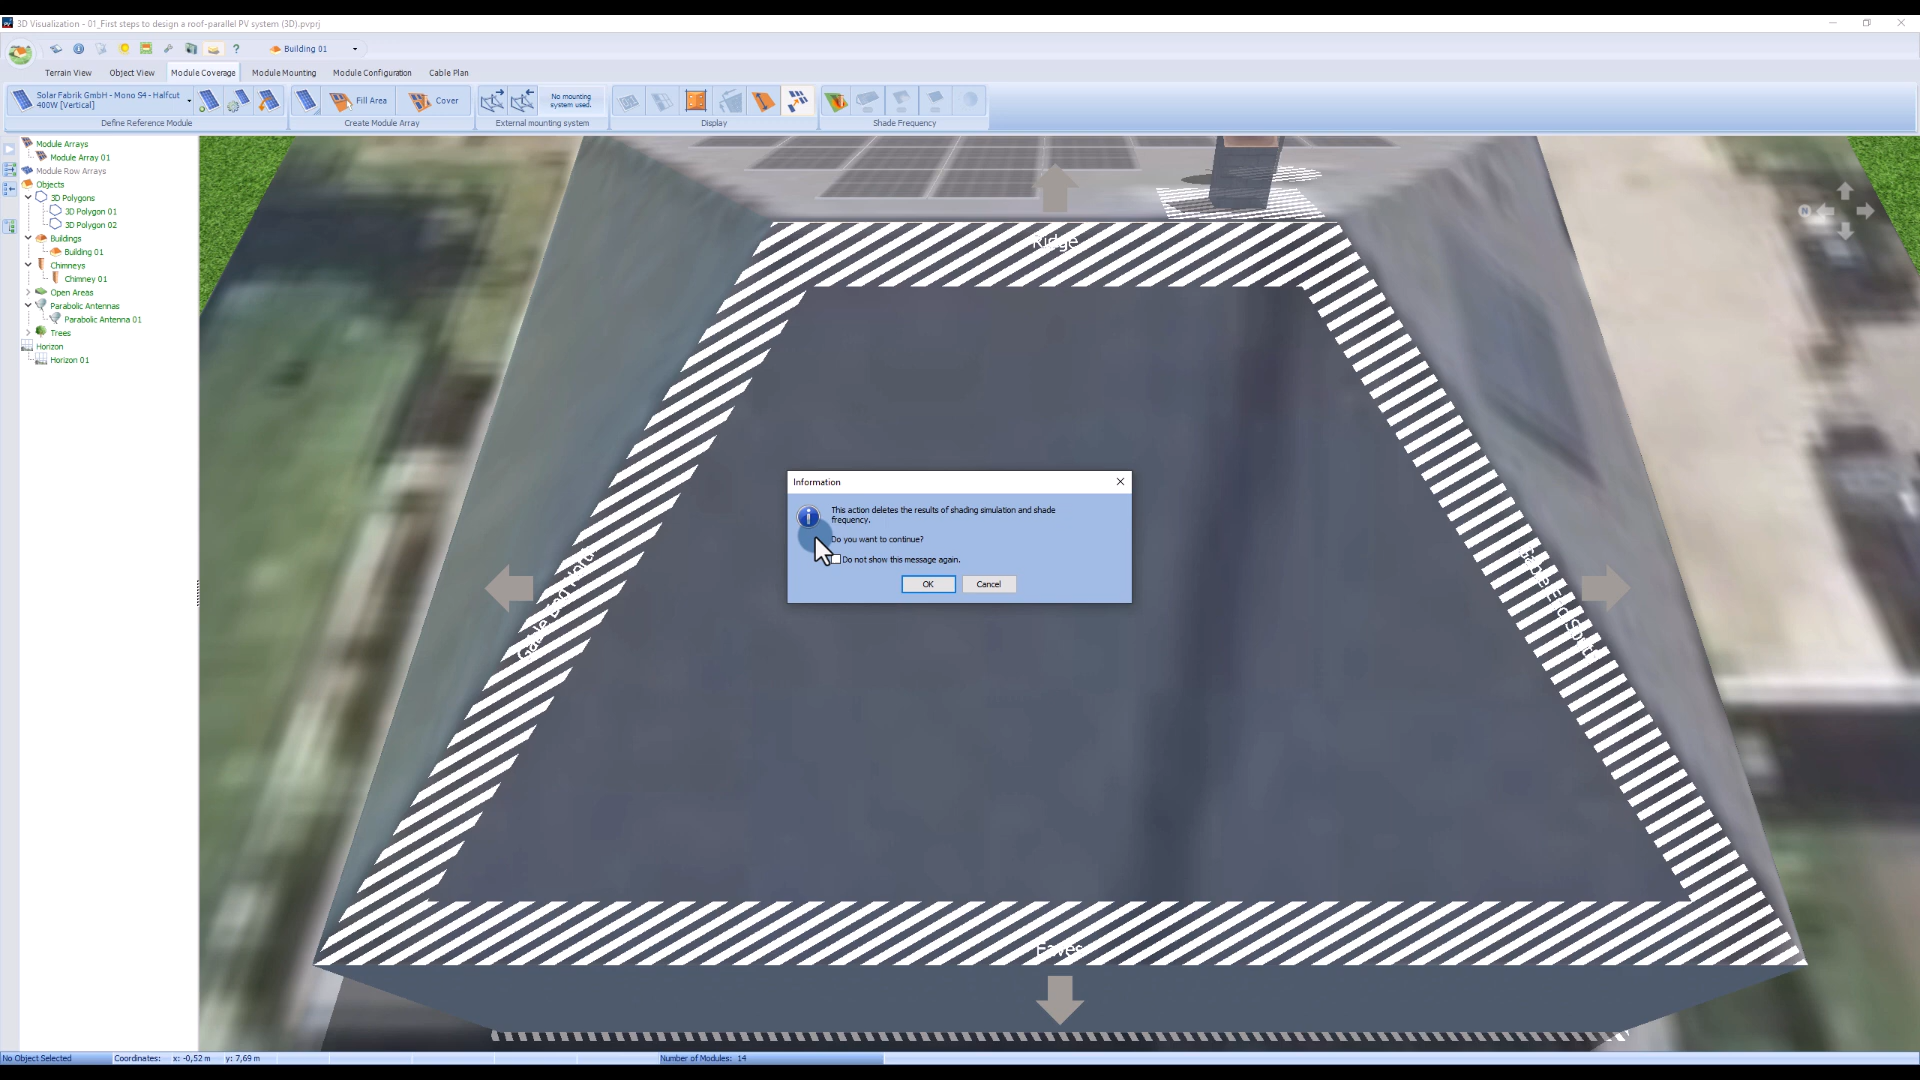 3D Visualization - 01_First steps to design a roof-parallel PV system (3D).pvprj
Building 01
Terrain View
Object View
Module Coverage
Module Mounting
Module Configuration
Cable Plan
Solar Fabrik GmbH - Mono S4 - Halfcut
400W [Vertical]
Fill Area
Cover
No mounting
system used.
Define Reference Module
Create Module Array
External mounting system
Display
Shade Frequency
Module Arrays
Module Array 01
Module Row Arrays
Objects
3D Polygons
3D Polygon 01
3D Polygon 02
Buildings
Building 01
Chimneys
Chimney 01
Open Areas
Parabolic Antennas
Parabolic Antenna 01
Trees
Horizon
Horizon 01
N
Ridge
Information
This action deletes the results of shading simulation and shade
frequency.
Do you want to continue?
Do not show this message again.
OK
Cancel
Gable End North
Gable End South
Eaves
No Object Selected
Coordinates:
x: -0,52 m
y: 7,69 m
Number of Modules:
14